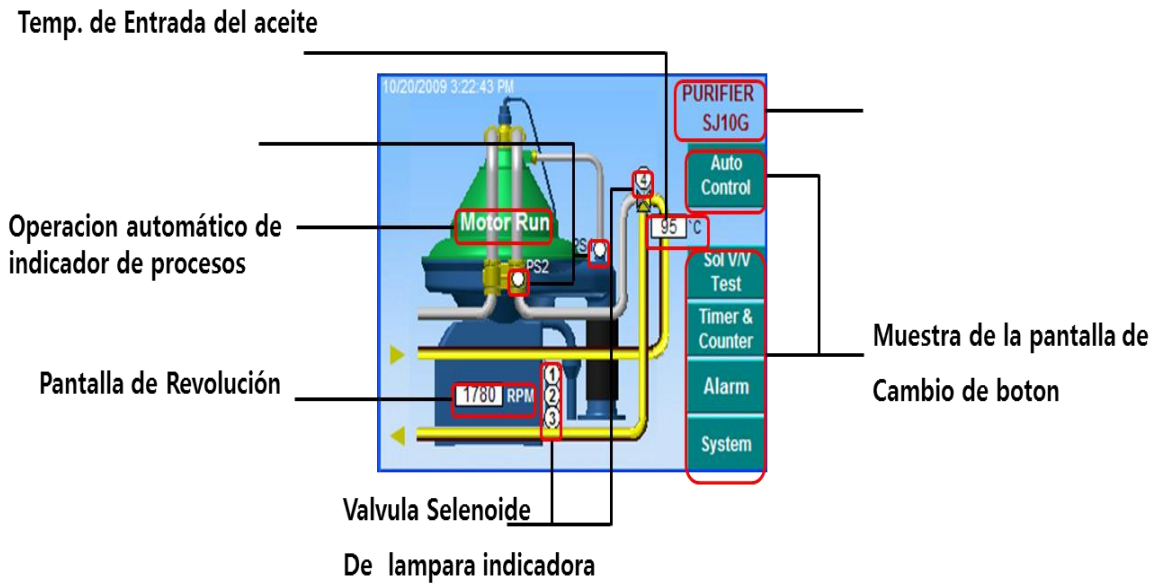 Temp. de Entrada del aceite
10/20/2009 3:22:43 PM
PURIFIER
SJ10G
Auto
Control
4
Motor Run
95 °C
Operacion automático de
indicador de procesos
PS2
Sol V/V
Test
Timer &
Counter
Muestra de la pantalla de
Cambio de boton
Pantalla de Revolución
1780 RPM
1
2
3
Alarm
System
Valvula Selenoide
De lampara indicadora